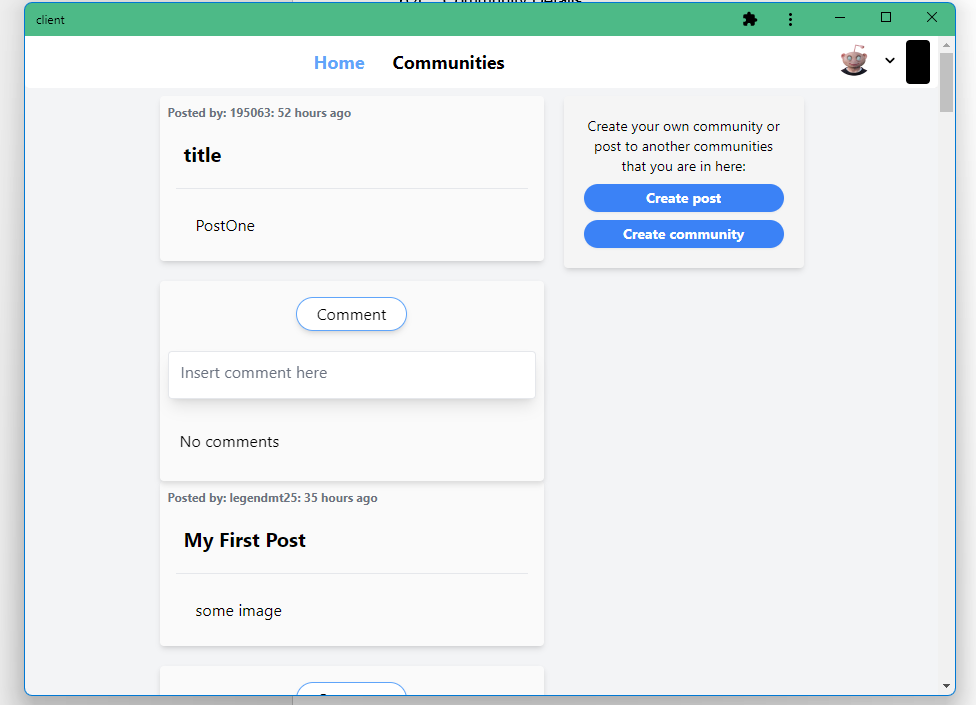 Community Details
client
Home
Communities
Posted by: 195063: 52 hours ago
title
PostOne
Create your own community or
post to another communities
that you are in here:
Create post
Create community
Comment
Insert comment here
No comments
Posted by: legendmt25: 35 hours ago
My First Post
some image